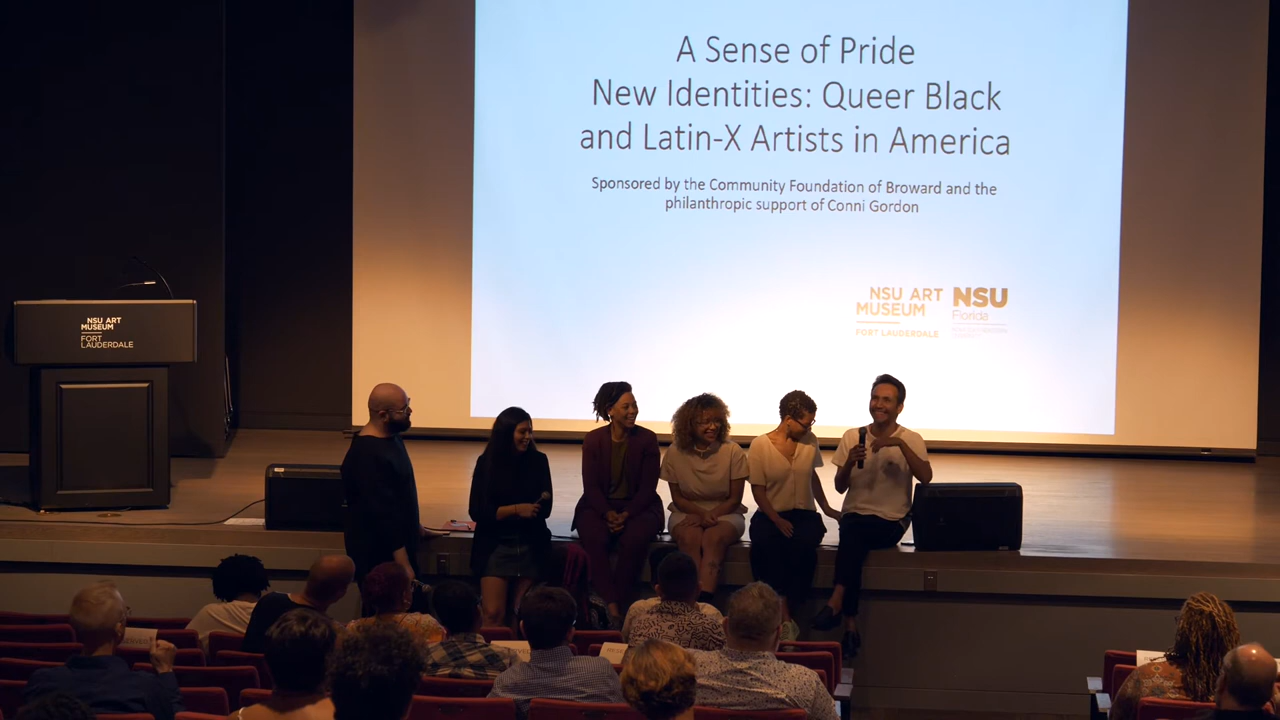 A Sense of Pride
New Identities: Queer Black
and Latin-X Artists in America
Sponsored by the Community Foundation of Broward and the
philanthropic support of Conni Gordon
NSU ART
MUSEUM
FORT LAUDERDALE
NSU
Florida
NSU ART
MUSEUM
FORT
LAUDERDALE